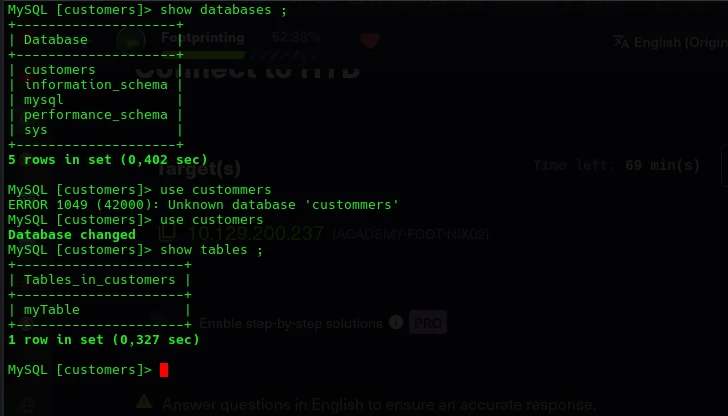 MySQL [customers]> show databases ;
+--------------------+
| Database           |
+--------------------+
| customers          |
| information_schema |
| mysql              |
| performance_schema |
| sys                |
+--------------------+
5 rows in set (0,402 sec)
MySQL [customers]> use custommers
ERROR 1049 (42000): Unknown database 'custommers'
MySQL [customers]> use customers
Database changed
MySQL [customers]> show tables ;
+---------------------+
| Tables_in_customers |
+---------------------+
| myTable             |
+---------------------+
1 row in set (0,327 sec)
MySQL [customers]>
Footprinting 62.38%
English (Origin
Connect to HTB
Target(s)
Time left: 69 min(s)
10.129.200.237 (ACADEMY-FOOT-NIX02)
Enable step-by-step solutions PRO
Answer questions in English to ensure an accurate response.